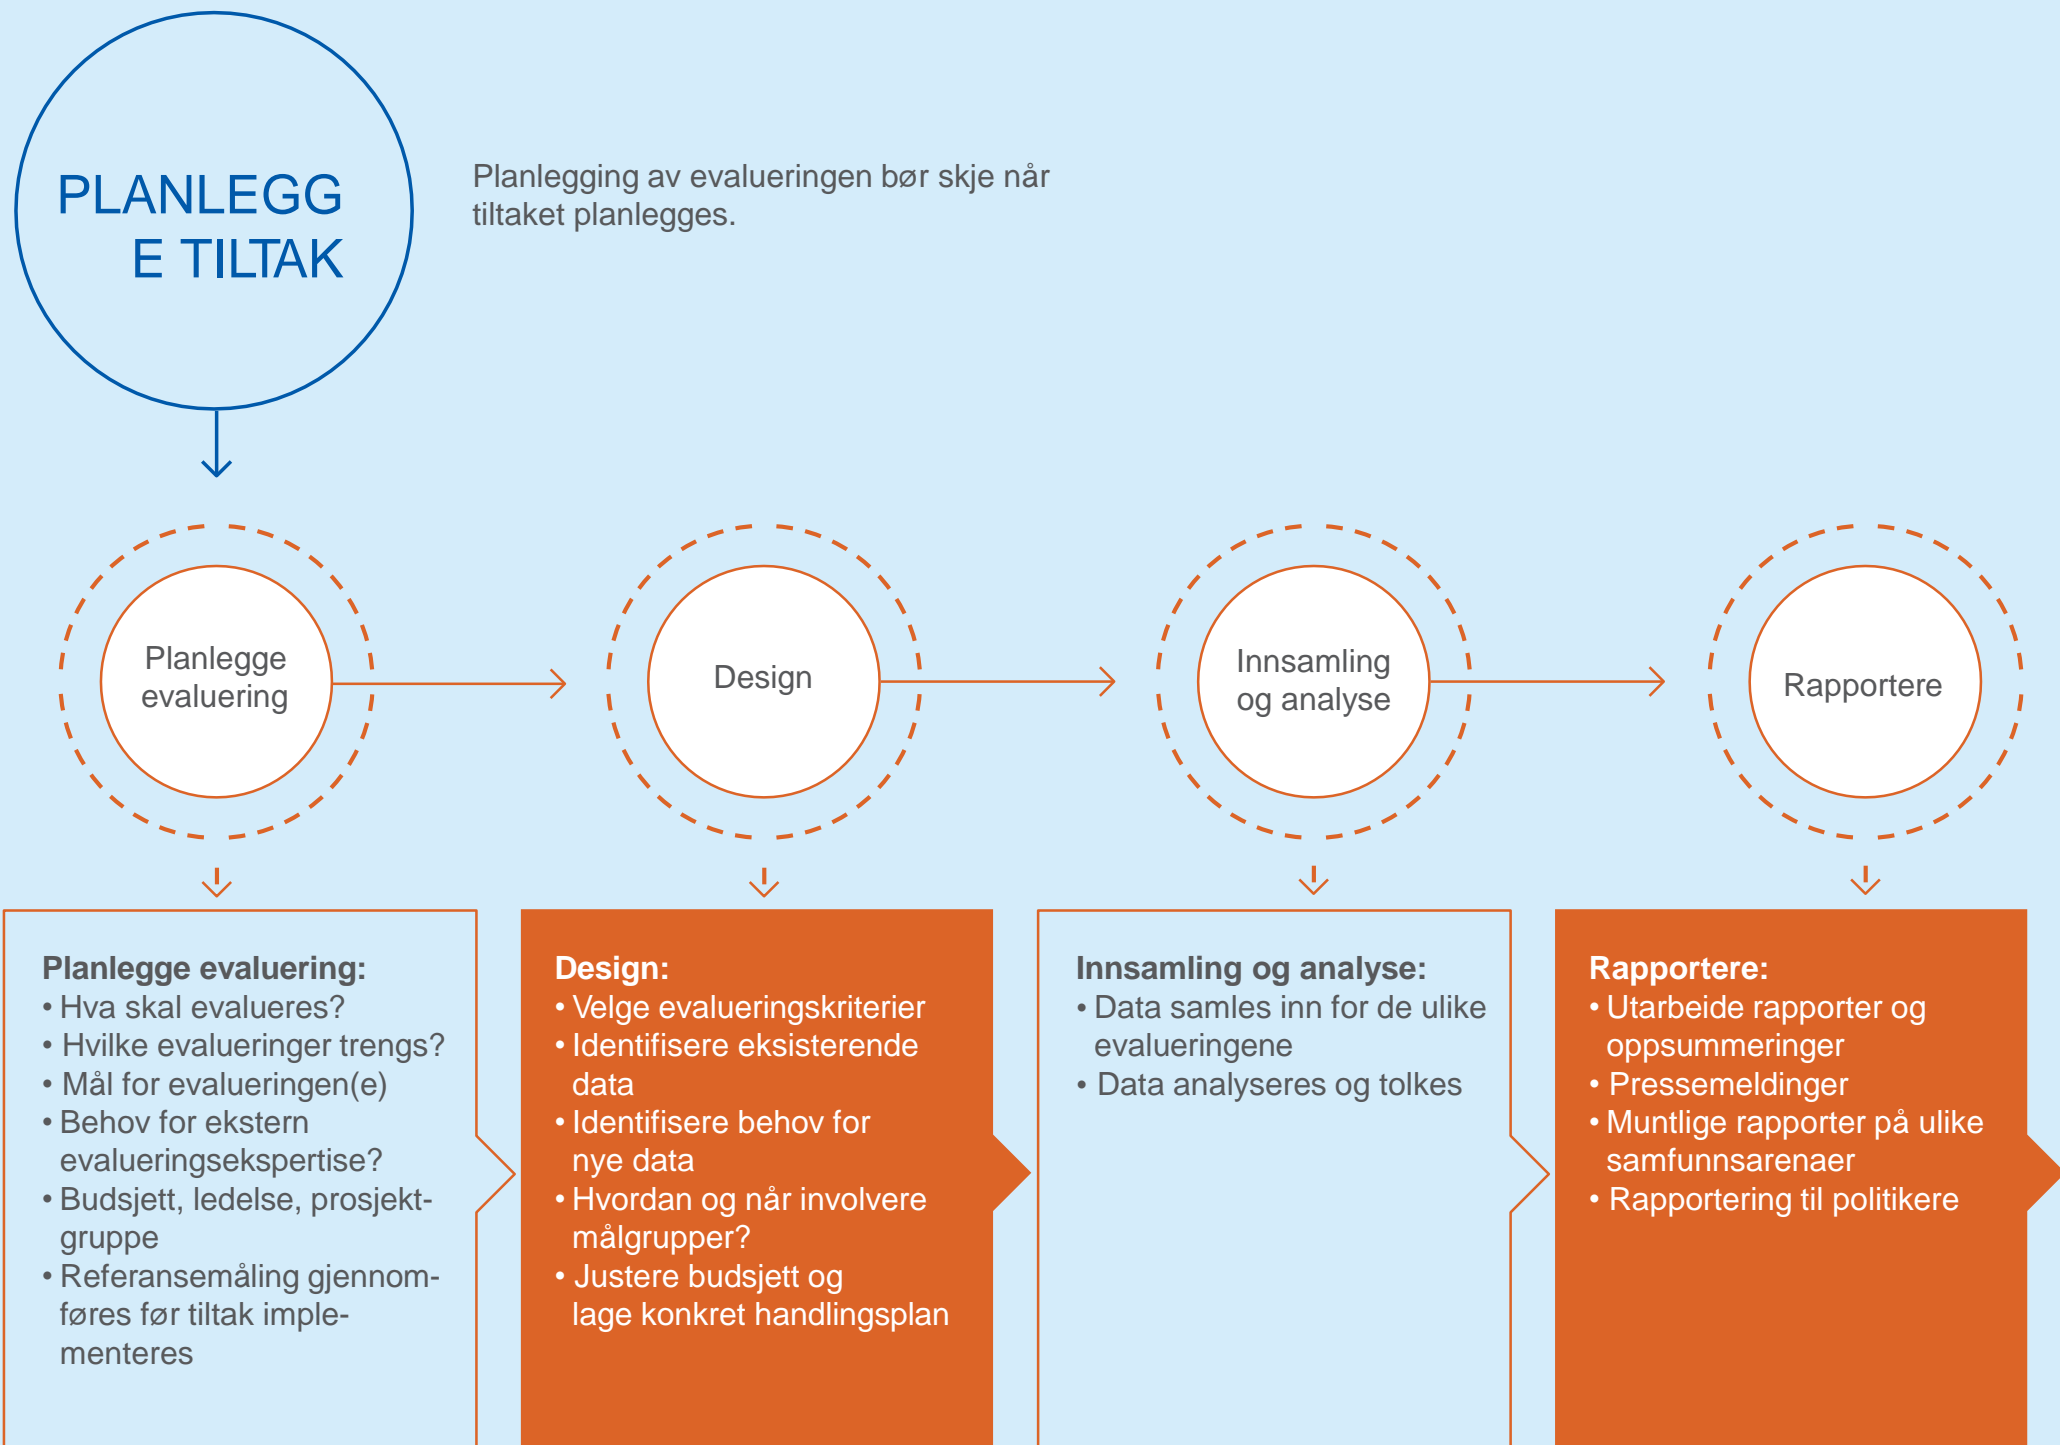 PLANLEGG
E TILTAK
Planlegging av evalueringen bør skje når
tiltaket planlegges.
Planlegge
evaluering
Design
Innsamling
og analyse
Rapportere
Planlegge evaluering:
• Hva skal evalueres?
• Hvilke evalueringer trengs?
• Mål for evalueringen(e)
• Behov for ekstern
evalueringsekspertise?
• Budsjett, ledelse, prosjekt-
gruppe
• Referansemåling gjennom-
føres før tiltak imple-
menteres
Design:
• Velge evalueringskriterier
• Identifisere eksisterende
data
• Identifisere behov for
nye data
• Hvordan og når involvere
målgrupper?
• Justere budsjett og
lage konkret handlingsplan
Innsamling og analyse:
• Data samles inn for de ulike
evalueringene
• Data analyseres og tolkes
Rapportere:
• Utarbeide rapporter og
oppsummeringer
• Pressemeldinger
• Muntlige rapporter på ulike
samfunnsarenaer
• Rapportering til politikere